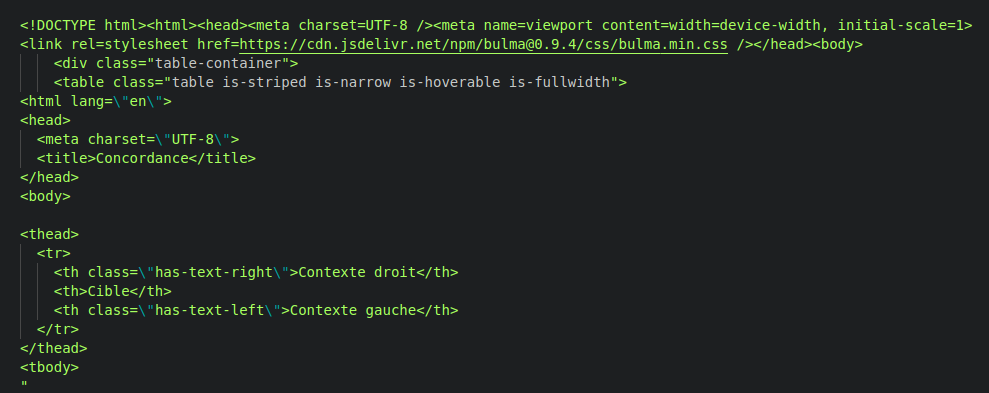 <!DOCTYPE html><html><head><meta charset=UTF-8 /><meta name=viewport content=width=device-width, initial-scale=1>
<link rel=stylesheet href=https://cdn.jsdelivr.net/npm/bulma@0.9.4/css/bulma.min.css /></head><body>
    <div class="table-container">
    <table class="table is-striped is-narrow is-hoverable is-fullwidth">
<html lang=\"en\">
<head>
  <meta charset=\"UTF-8\">
  <title>Concordance</title>
</head>
<body>

<thead>
  <tr>
    <th class=\"has-text-right\">Contexte droit</th>
    <th>Cible</th>
    <th class=\"has-text-left\">Contexte gauche</th>
  </tr>
</thead>
<tbody>
"